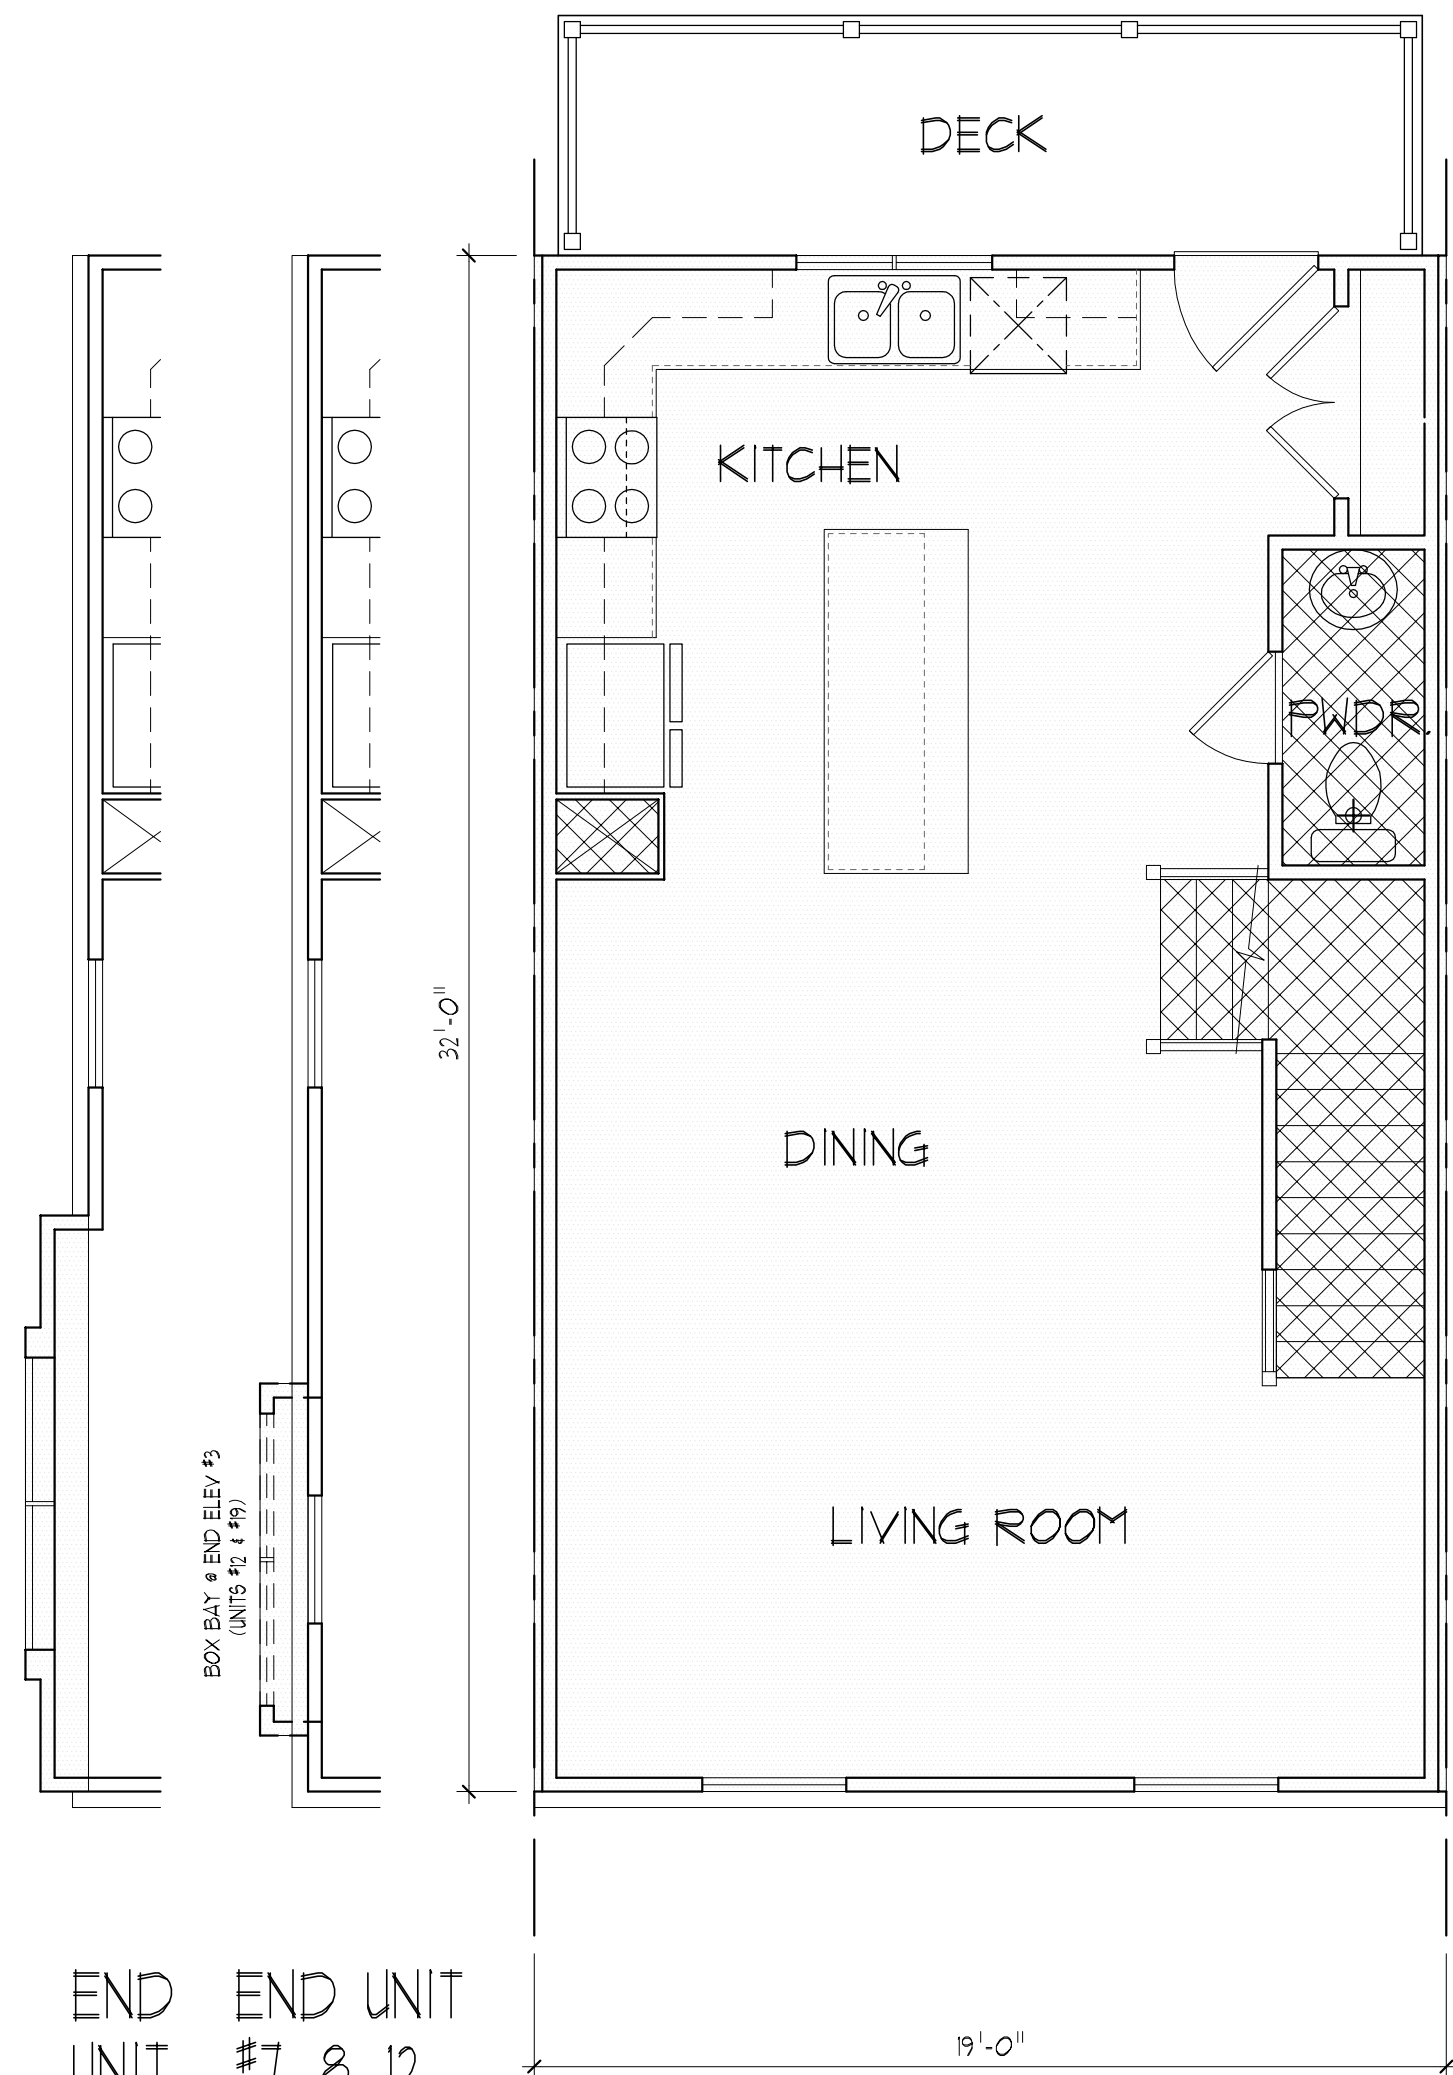 DECK
KITCHEN
PWDR.
32'-0"
DINING
BOX BAY @ END ELEV #3
(UNITS #12 & #19)
LIVING ROOM
END
UNIT
END UNIT
#7 & 12
19'-0"